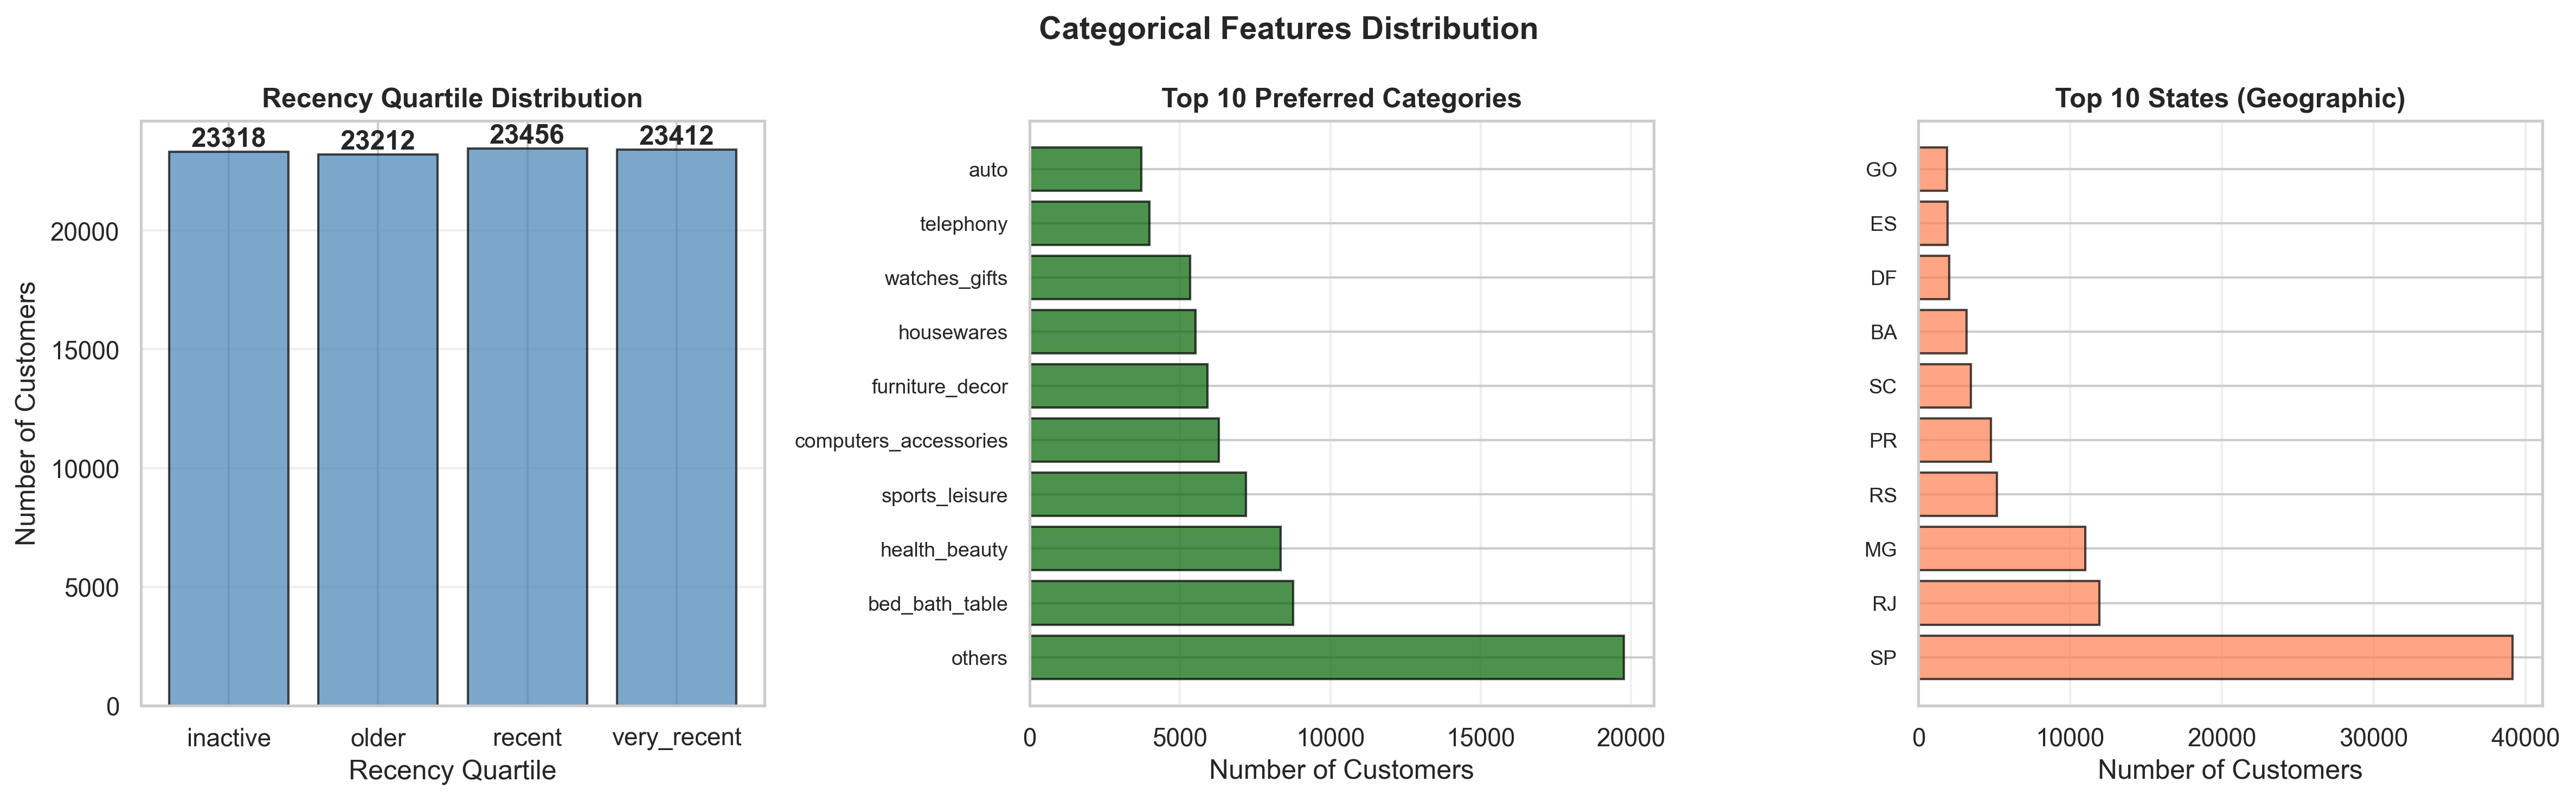 Categorical Features Distribution
Recency Quartile Distribution
23318 23212 23456 23412
20000
15000
10000
5000
0
Number of Customers
inactive older recent very_recent
Recency Quartile
Top 10 Preferred Categories
auto
telephony
watches_gifts
housewares
furniture_decor
computers_accessories
sports_leisure
health_beauty
bed_bath_table
others
0 5000 10000 15000 20000
Number of Customers
Top 10 States (Geographic)
GO
ES
DF
BA
SC
PR
RS
MG
RJ
SP
0 10000 20000 30000 40000
Number of Customers